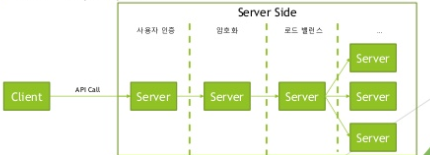 Server Side
사용자 인증
암호화
로드 밸런스
...
Client
API Call
Server
Server
Server
Server
Server
Server